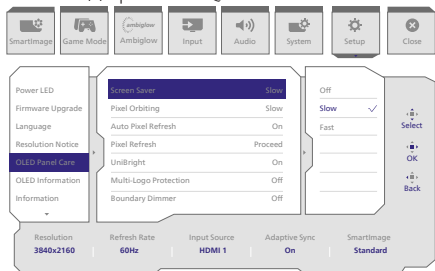 ambiglow
SmartImage
Game Mode
Ambiglow
Input
Audio
System
Setup
Close
Power LED
Firmware Upgrade
Language
Resolution Notice
OLED Panel Care
OLED Information
Information
Screen Saver Slow
Pixel Orbiting Slow
Auto Pixel Refresh On
Pixel Refresh Proceed
UniBright On
Multi-Logo Protection Off
Boundary Dimmer Off
Off
Slow
Fast
Select
OK
Back
Resolution
3840x2160
Refresh Rate
60Hz
Input Source
HDMI 1
Adaptive Sync
On
SmartImage
Standard